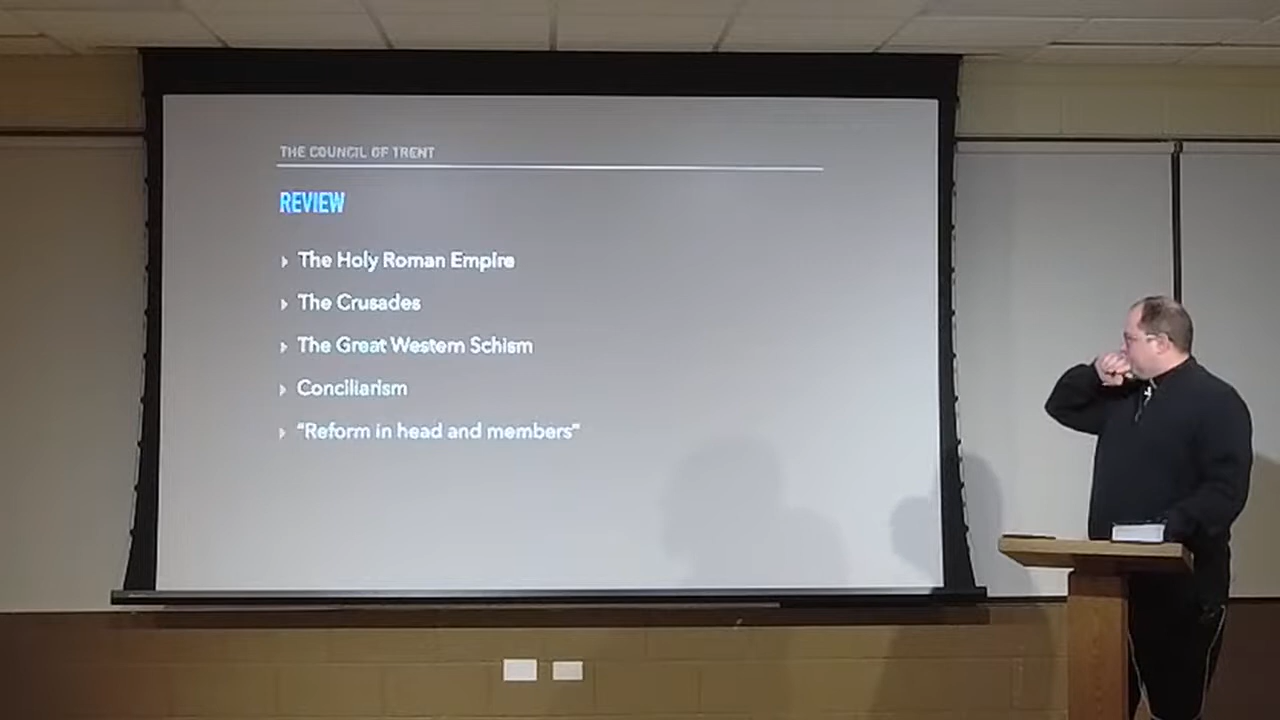 THE COUNCIL OF TRENT
REVIEW
The Holy Roman Empire
The Crusades
The Great Western Schism
Conciliarism
“Reform in head and members”